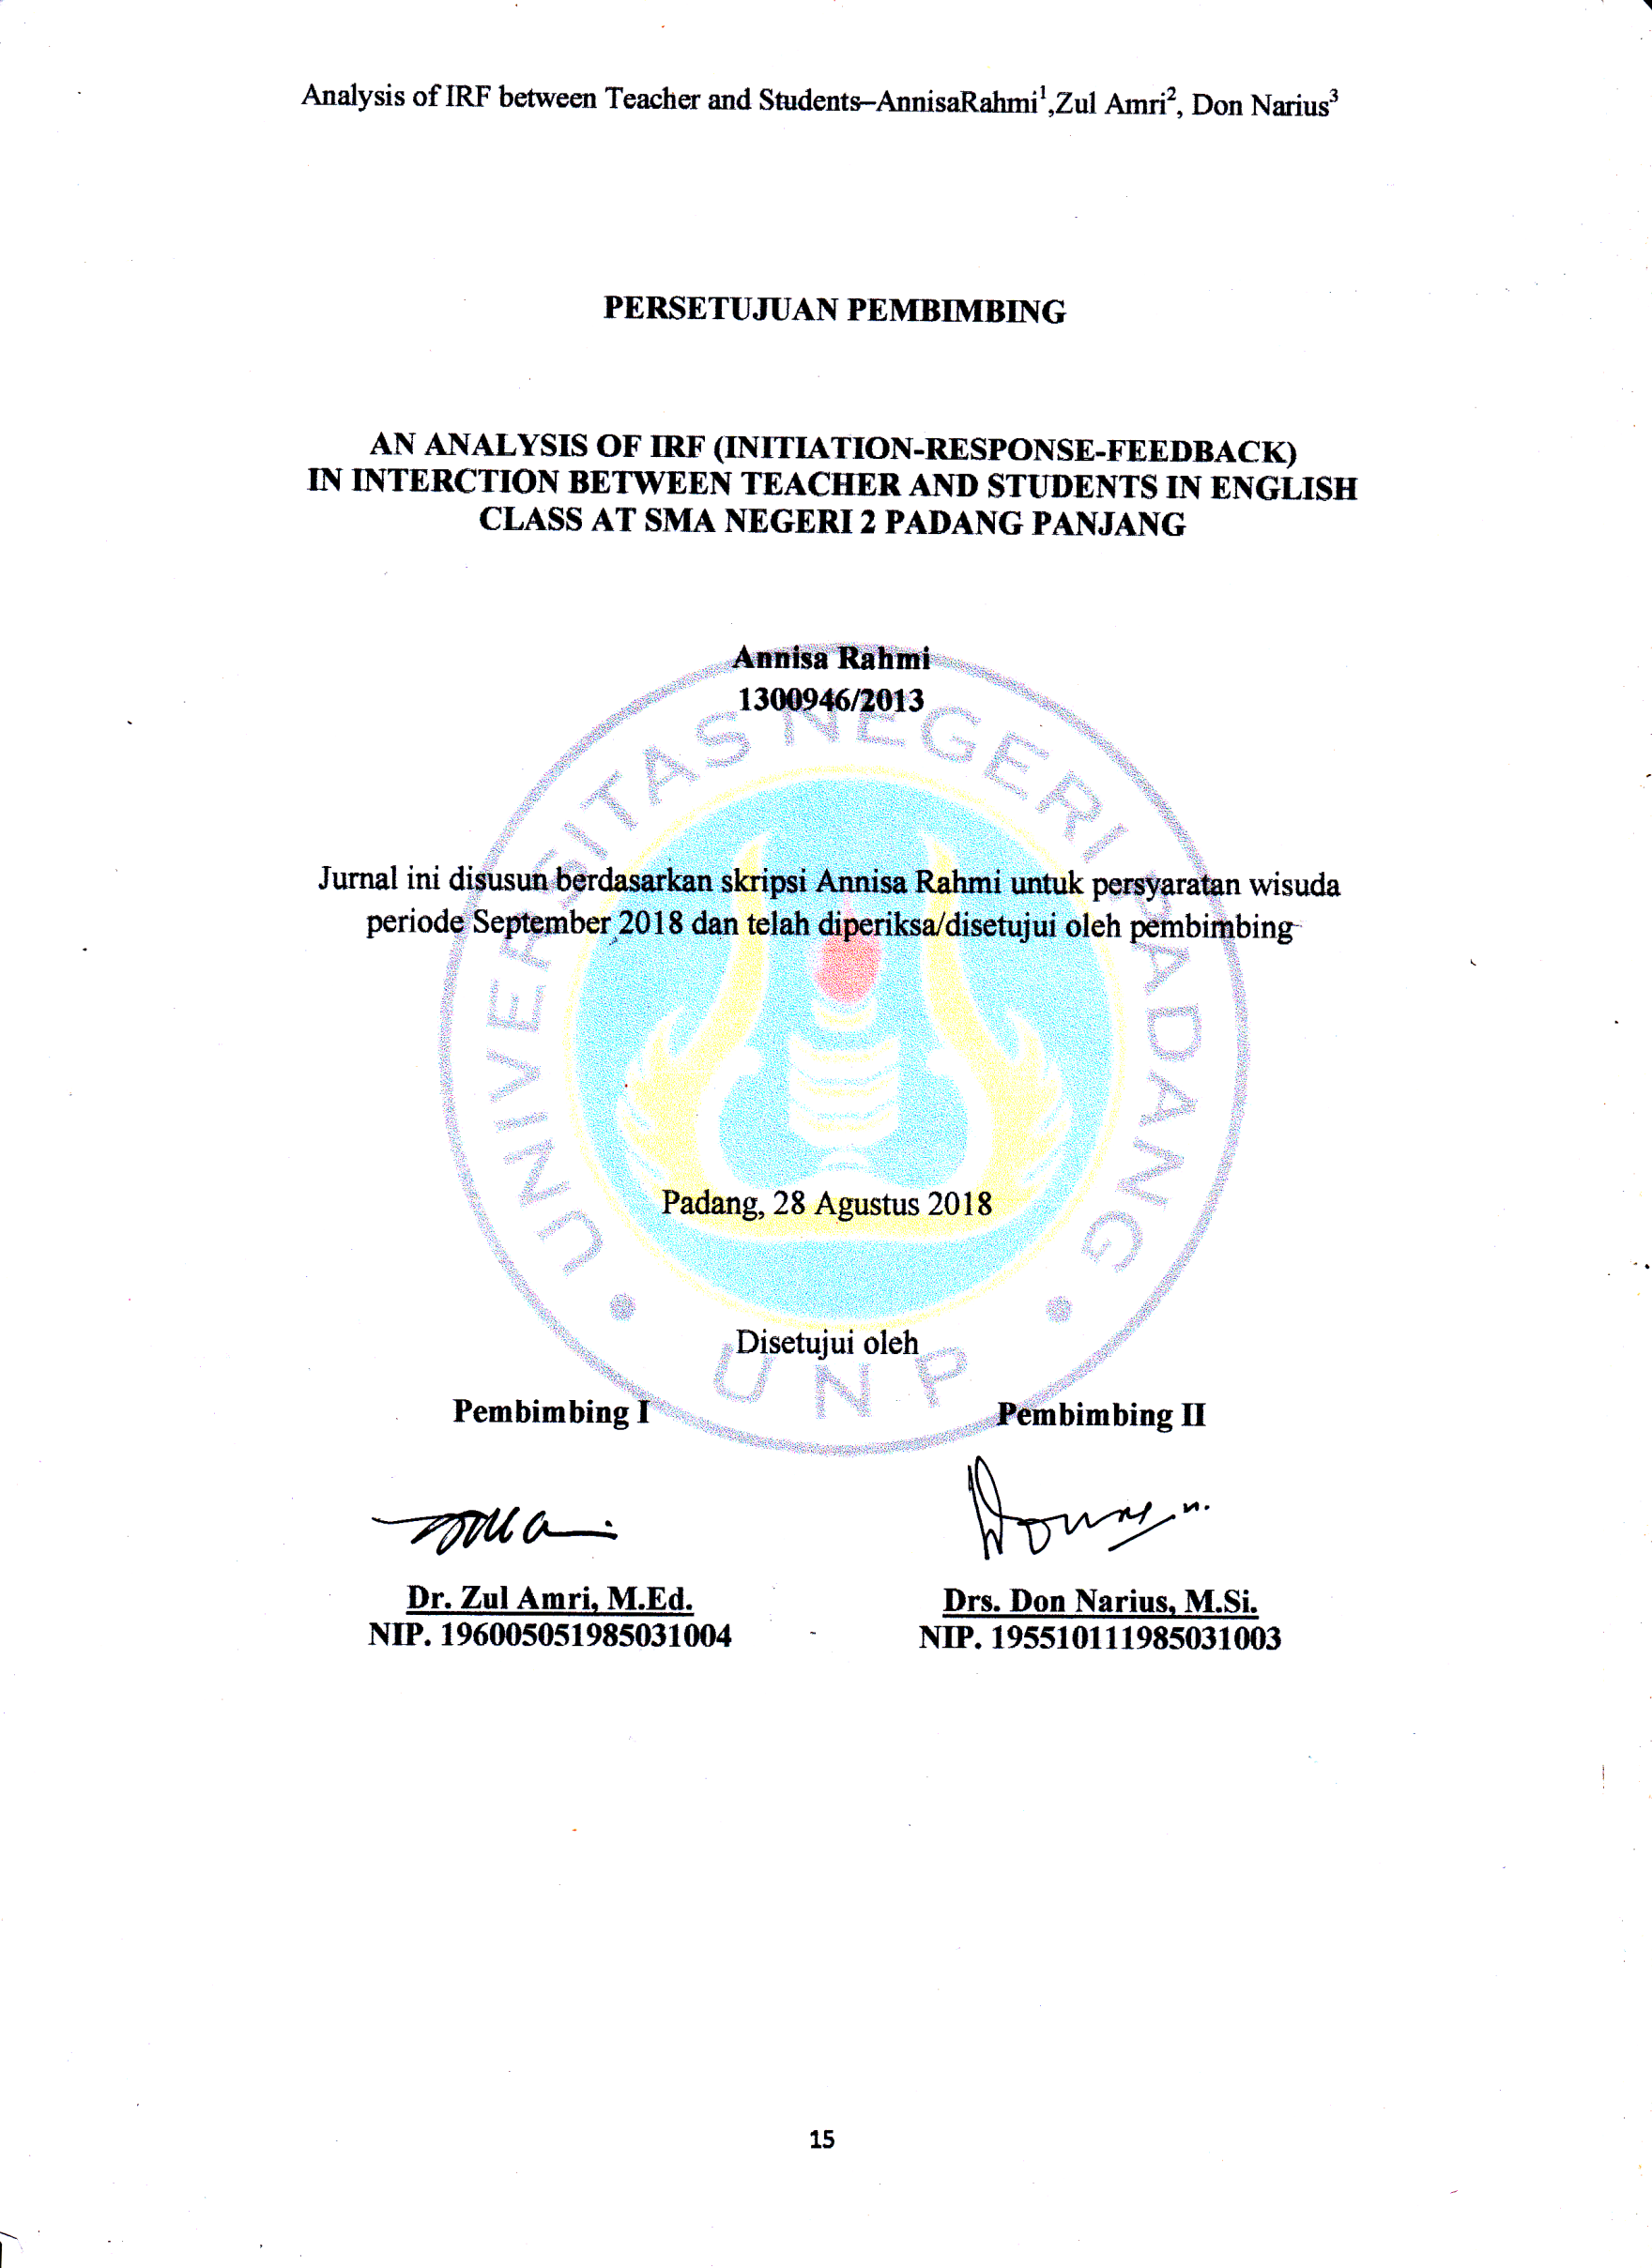 Analysis of IRF between Teacher and Students–AnnisaRahmi¹,Zul Amri², Don Narius³
PERSETUJUAN PEMBIMBING
AN ANALYSIS OF IRF (INITIATION-RESPONSE-FEEDBACK)
IN INTERCTION BETWEEN TEACHER AND STUDENTS IN ENGLISH
CLASS AT SMA NEGERI 2 PADANG PANJANG
Annisa Rahmi
1300946/2013
UNIVERSITAS NEGERI PADANG
Jurnal ini disusun berdasarkan skripsi Annisa Rahmi untuk persyaratan wisuda
periode September 2018 dan telah diperiksa/disetujui oleh pembimbing
Padang, 28 Agustus 2018
Disetujui oleh
UNP
Pembimbing I
Pembimbing II
Dr. Zul Amri, M.Ed.
NIP. 196005051985031004
Drs. Don Narius, M.Si.
NIP. 195510111985031003
15